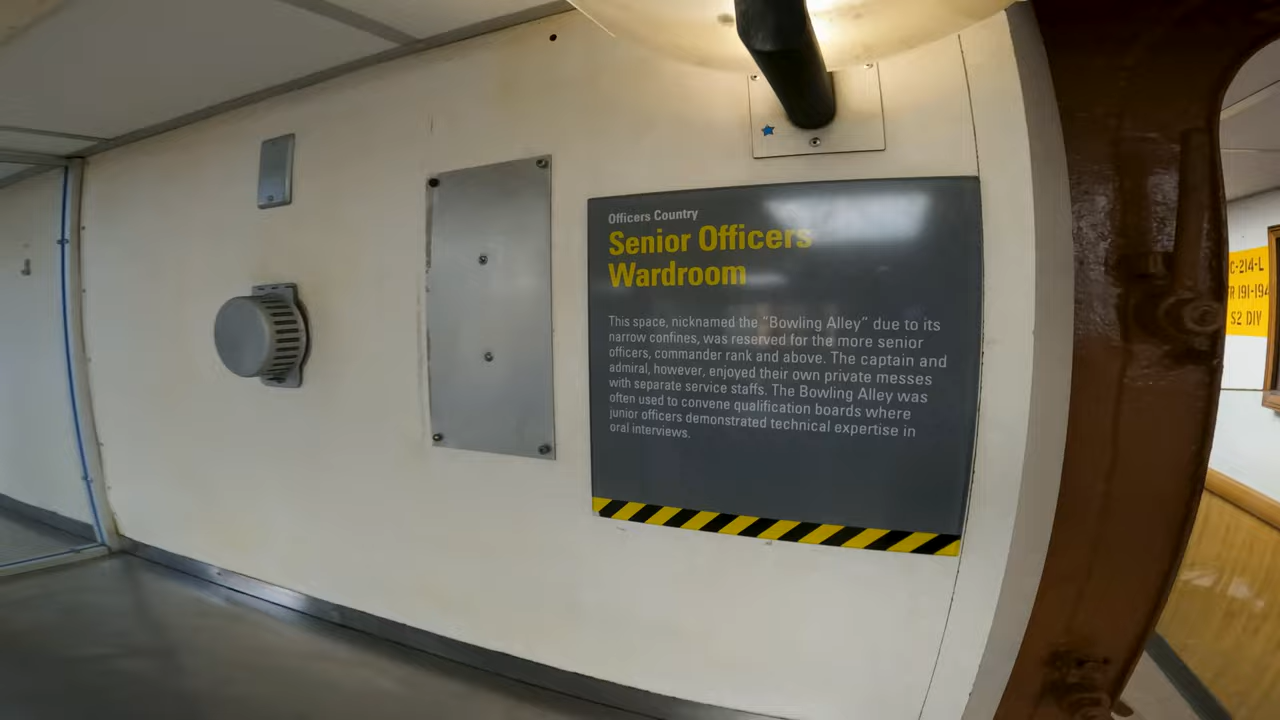 Officers Country
Senior Officers
Wardroom
This space, nicknamed the "Bowling Alley" due to its
narrow confines, was reserved for the more senior
officers, commander rank and above. The captain and
admiral, however, enjoyed their own private messes
with separate service staffs. The Bowling Alley was
often used to convene qualification boards where
junior officers demonstrated technical expertise in
oral interviews.
C-214-L
R 191-194
S2 DIV